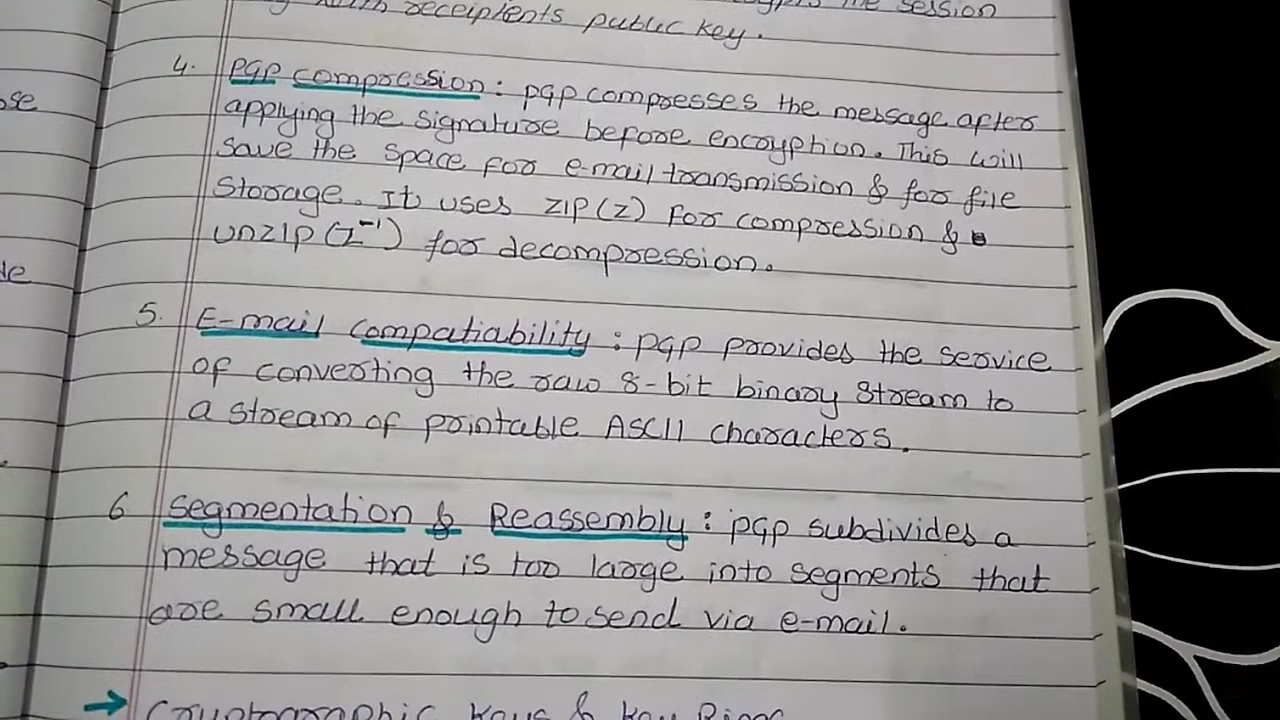 the session
with receipients public key.
4. PGP compression : PGP compresses the message after
applying the signature before encryption. This will
save the space for e-mail transmission & for file
storage. It uses ZIP (Z) for compression &
unzip (Z⁻¹) for decompression.
5. E-mail compatiability : PGP provides the service
of converting the raw 8-bit binary stream to
a stream of printable ASCII characters.
6 segmentation & Reassembly : PGP subdivides a
message that is too large into segments that
are small enough to send via e-mail.
→ Cryptographic Keys & Key Rings